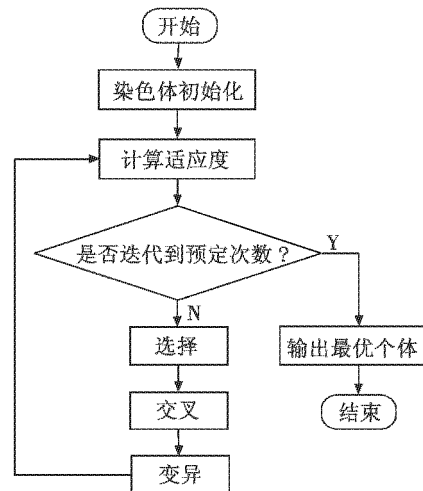 开始
染色体初始化
计算适应度
是否迭代到预定次数？
Y
N
选择
输出最优个体
交叉
结束
变异